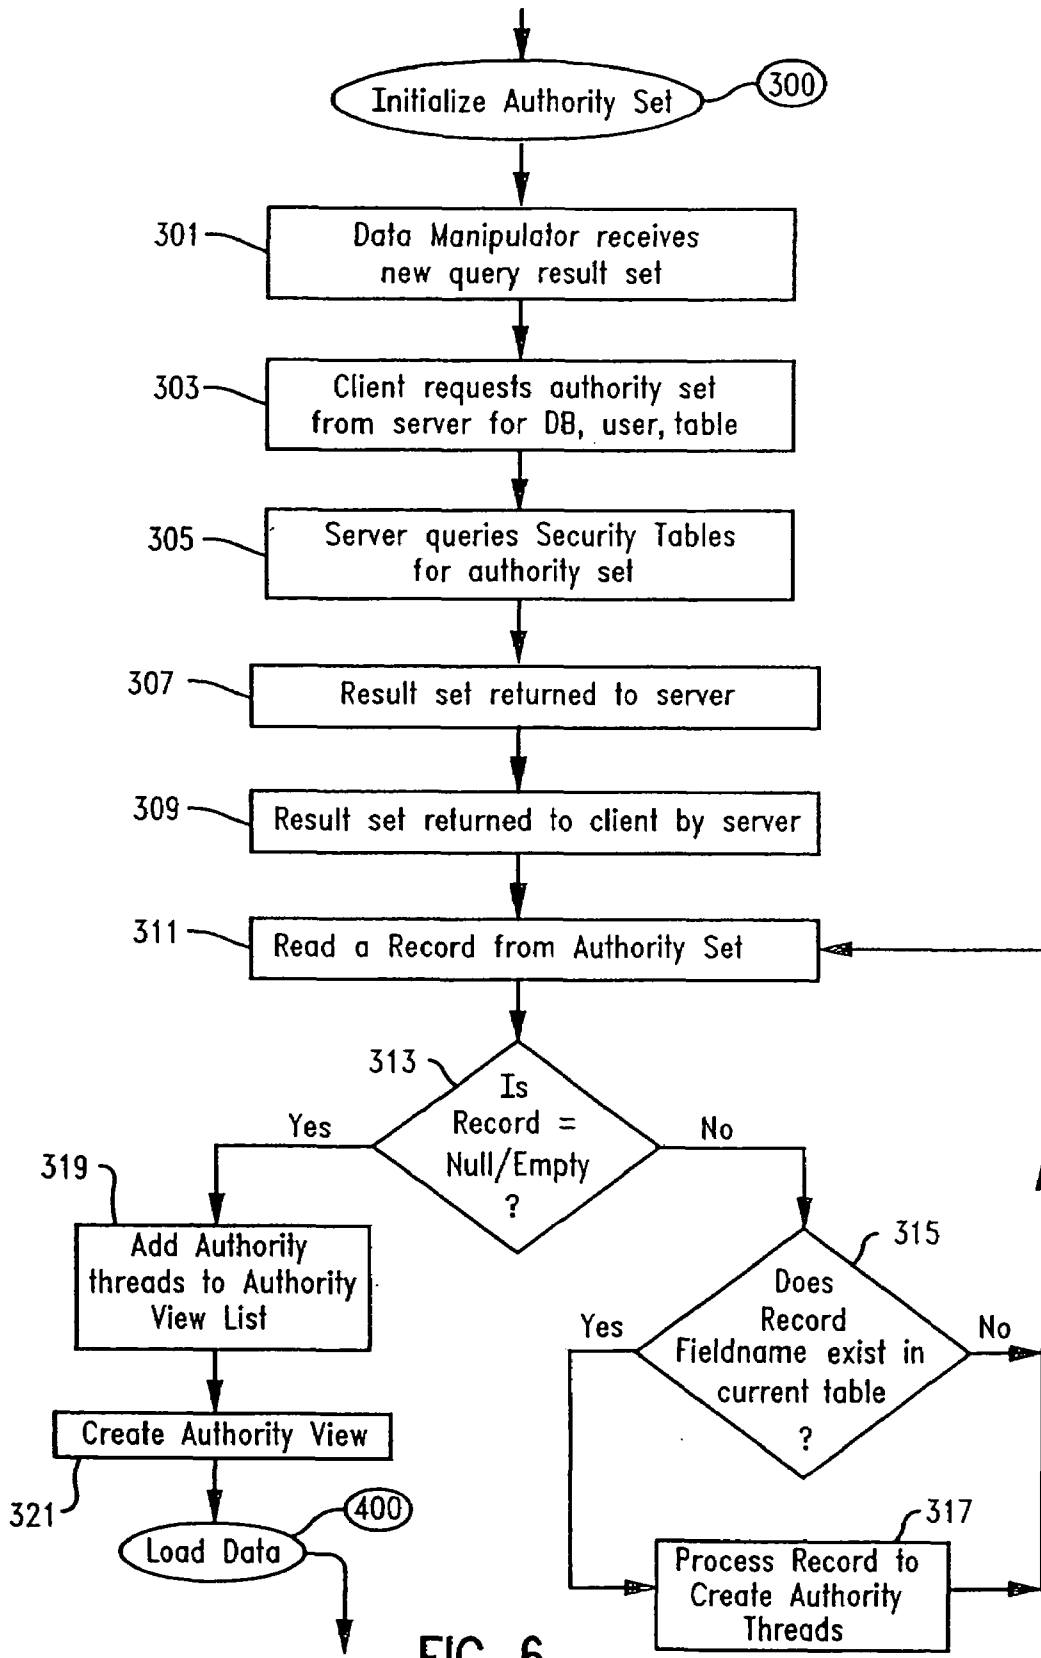 Initialize Authority Set
300
301
Data Manipulator receives
new query result set
303
Client requests authority set
from server for DB, user, table
305
Server queries Security Tables
for authority set
307
Result set returned to server
309
Result set returned to client by server
311
Read a Record from Authority Set
313
Is
Record =
Null/Empty
?
Yes
No
319
Add Authority
threads to Authority
View List
315
Does
Record
Fieldname exist in
current table
?
Yes
No
Create Authority View
321
400
Load Data
317
Process Record to
Create Authority
Threads
FIG. 6